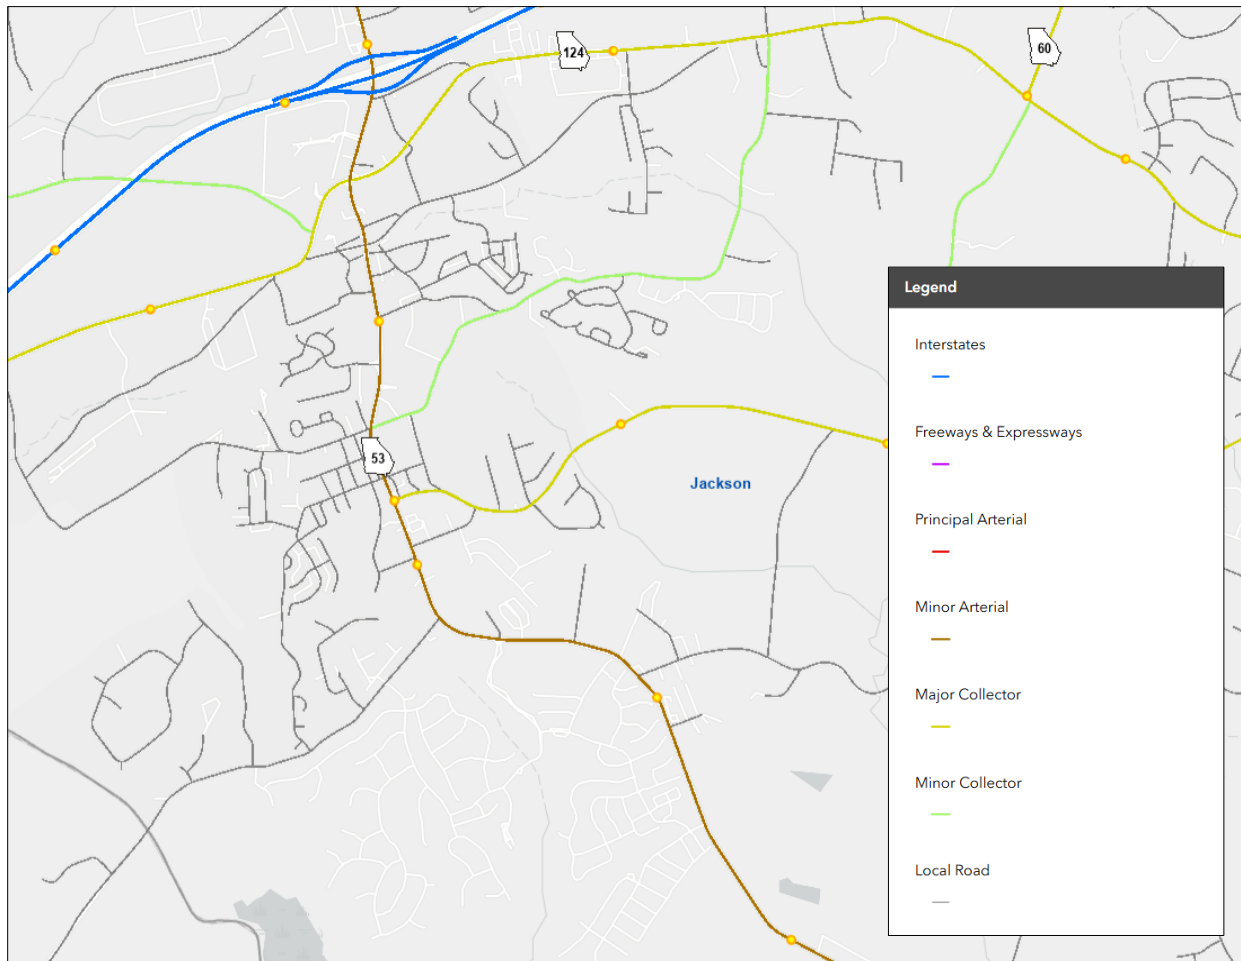 124
60
53
Jackson
Legend
Interstates
Freeways & Expressways
Principal Arterial
Minor Arterial
Major Collector
Minor Collector
Local Road